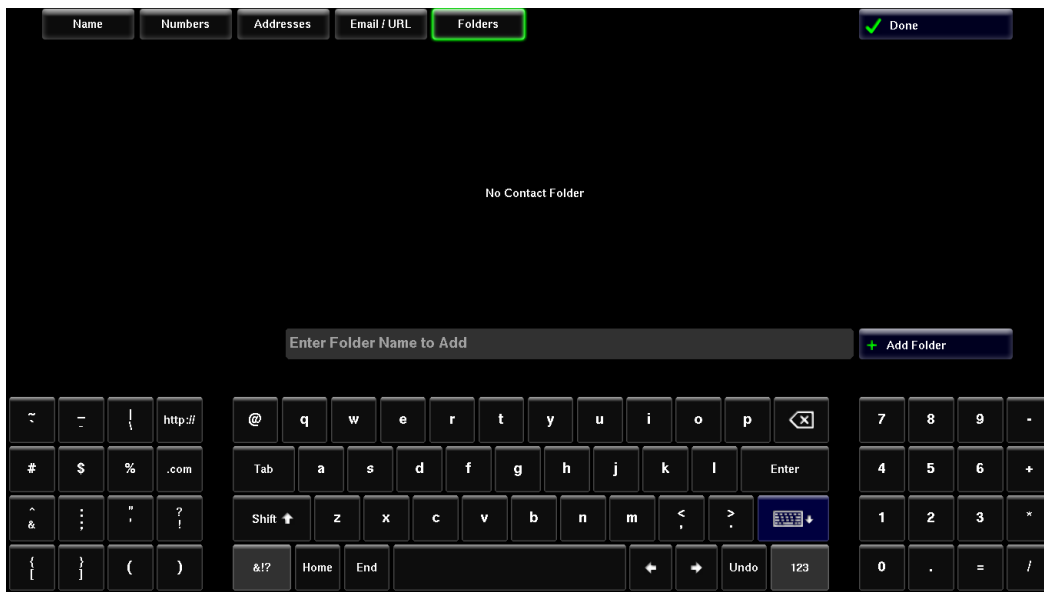 Name Numbers Addresses Email / URL Folders Done
No Contact Folder
Enter Folder Name to Add + Add Folder
~ ` _ - | \ http:// @ q w e r t y u i o p 7 8 9 -
# $ % .com Tab a s d f g h j k l Enter 4 5 6 +
^ & : ; " ' ? ! Shift z x c v b n m < , > . 1 2 3 *
{ [ } ] ( ) &!? Home End Undo 123 0 . = /